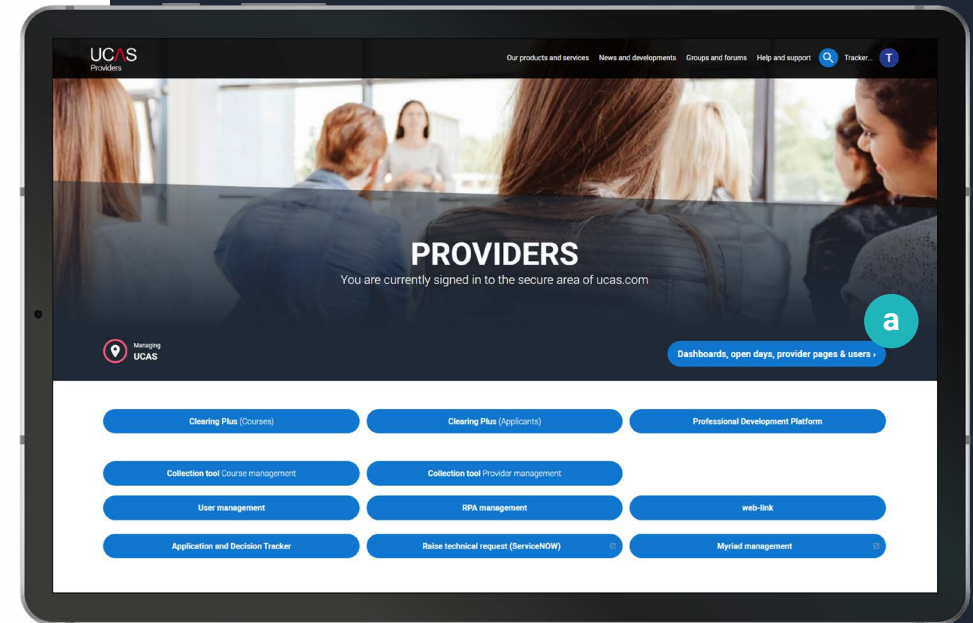 UCAS
Providers
Our products and services News and developments Groups and forums Help and support Tracker... T
PROVIDERS
You are currently signed in to the secure area of ucas.com
a
Managing
UCAS
Dashboards, open days, provider pages & users ›
Clearing Plus (Courses) Clearing Plus (Applicants) Professional Development Platform
Collection tool Course management Collection tool Provider management
User management RPA management web-link
Application and Decision Tracker Raise technical request (ServiceNOW) Myriad management